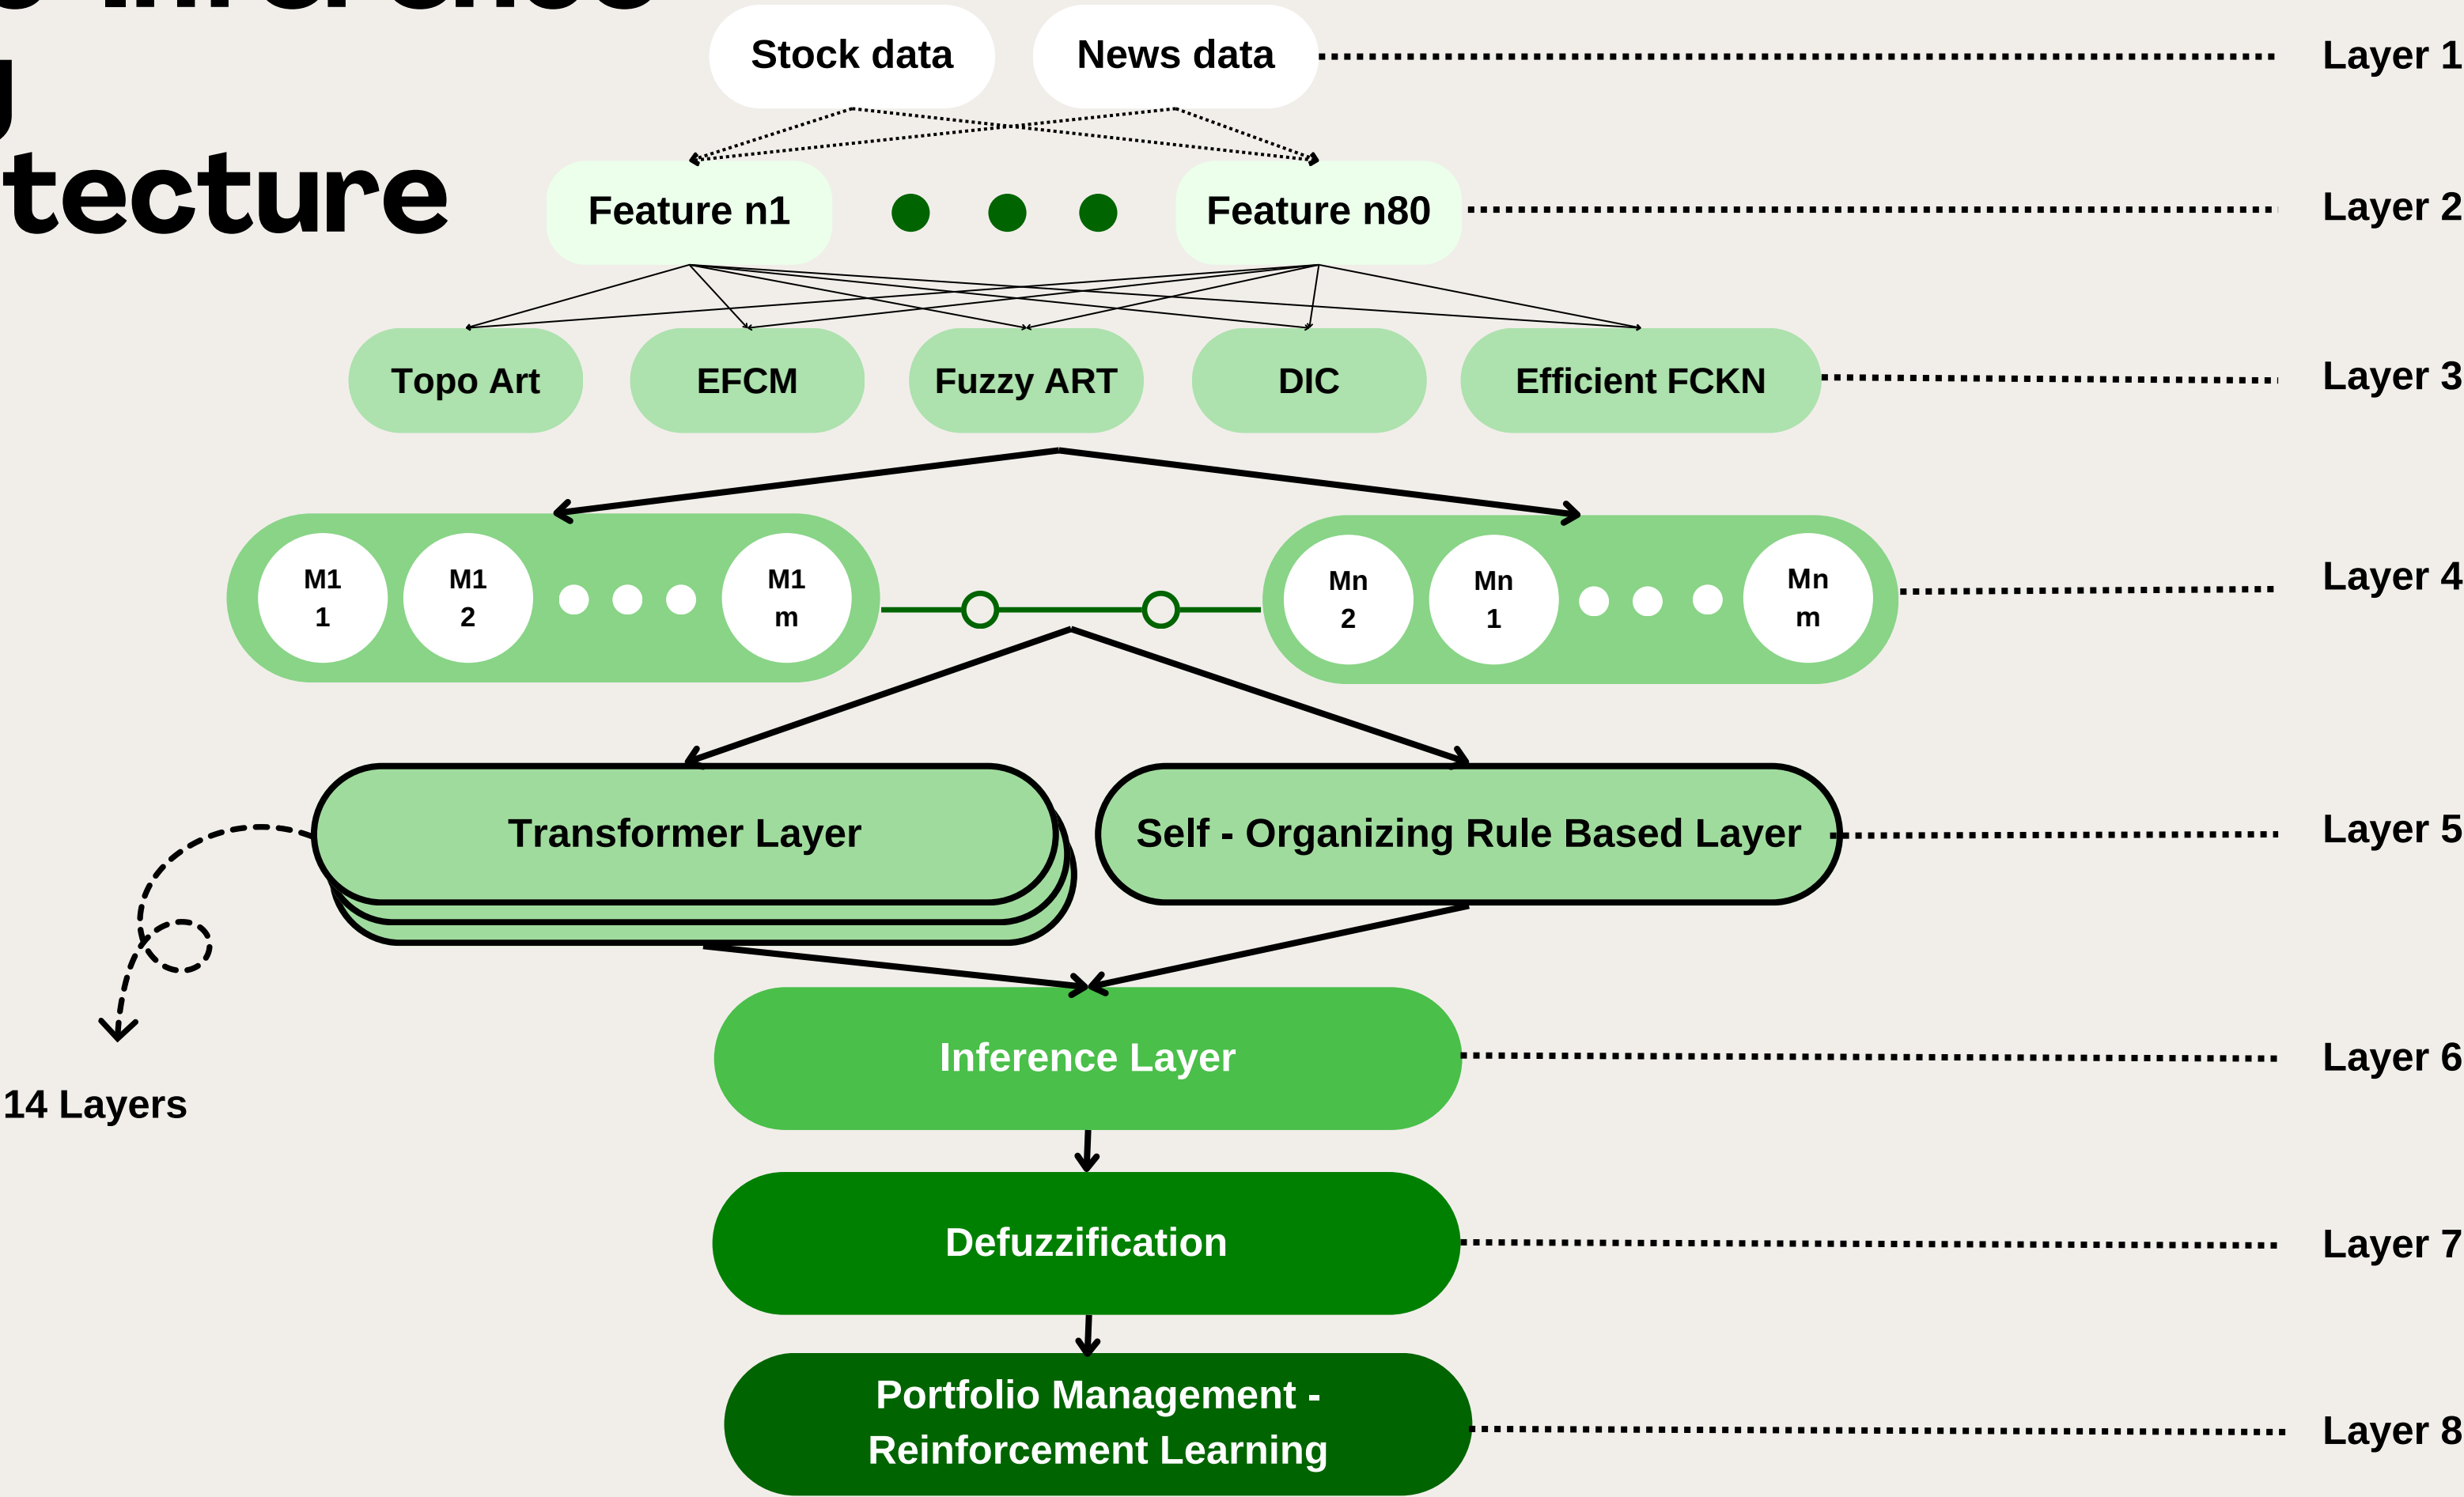 Stock data
News data
Layer 1
tecture
Feature n1
Feature n80
Layer 2
Topo Art
EFCM
Fuzzy ART
DIC
Efficient FCKN
Layer 3
M1
1
M1
2
M1
m
Mn
2
Mn
1
Mn
m
Layer 4
Transformer Layer
Self - Organizing Rule Based Layer
Layer 5
Inference Layer
Layer 6
14 Layers
Defuzzification
Layer 7
Portfolio Management -
Reinforcement Learning
Layer 8